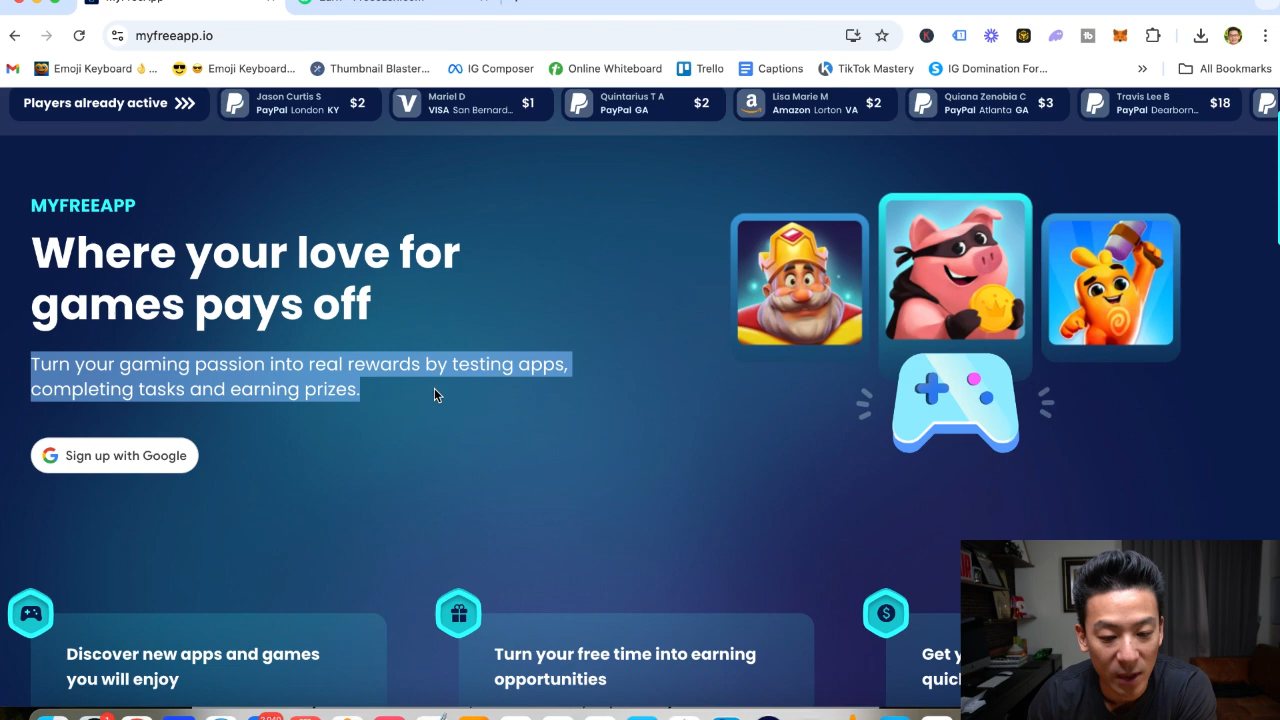 MyFreeApp
Earn - Freecash.com
myfreeapp.io
Emoji Keyboard 👌 ...
😎 Emoji Keyboard...
Thumbnail Blaster...
IG Composer
Online Whiteboard
Trello
Captions
TikTok Mastery
IG Domination For...
All Bookmarks
Players already active
Jason Curtis S
PayPal London KY
$2
Mariel D
VISA San Bernard...
$1
Quintarius T A
PayPal GA
$2
Lisa Marie M
Amazon Lorton VA
$2
Quiana Zenobia C
PayPal Atlanta GA
$3
Travis Lee B
PayPal Dearborn...
$18
MYFREEAPP
Where your love for
games pays off
Turn your gaming passion into real rewards by testing apps,
completing tasks and earning prizes.
Sign up with Google
Discover new apps and games
you will enjoy
Turn your free time into earning
opportunities
Get y
quic